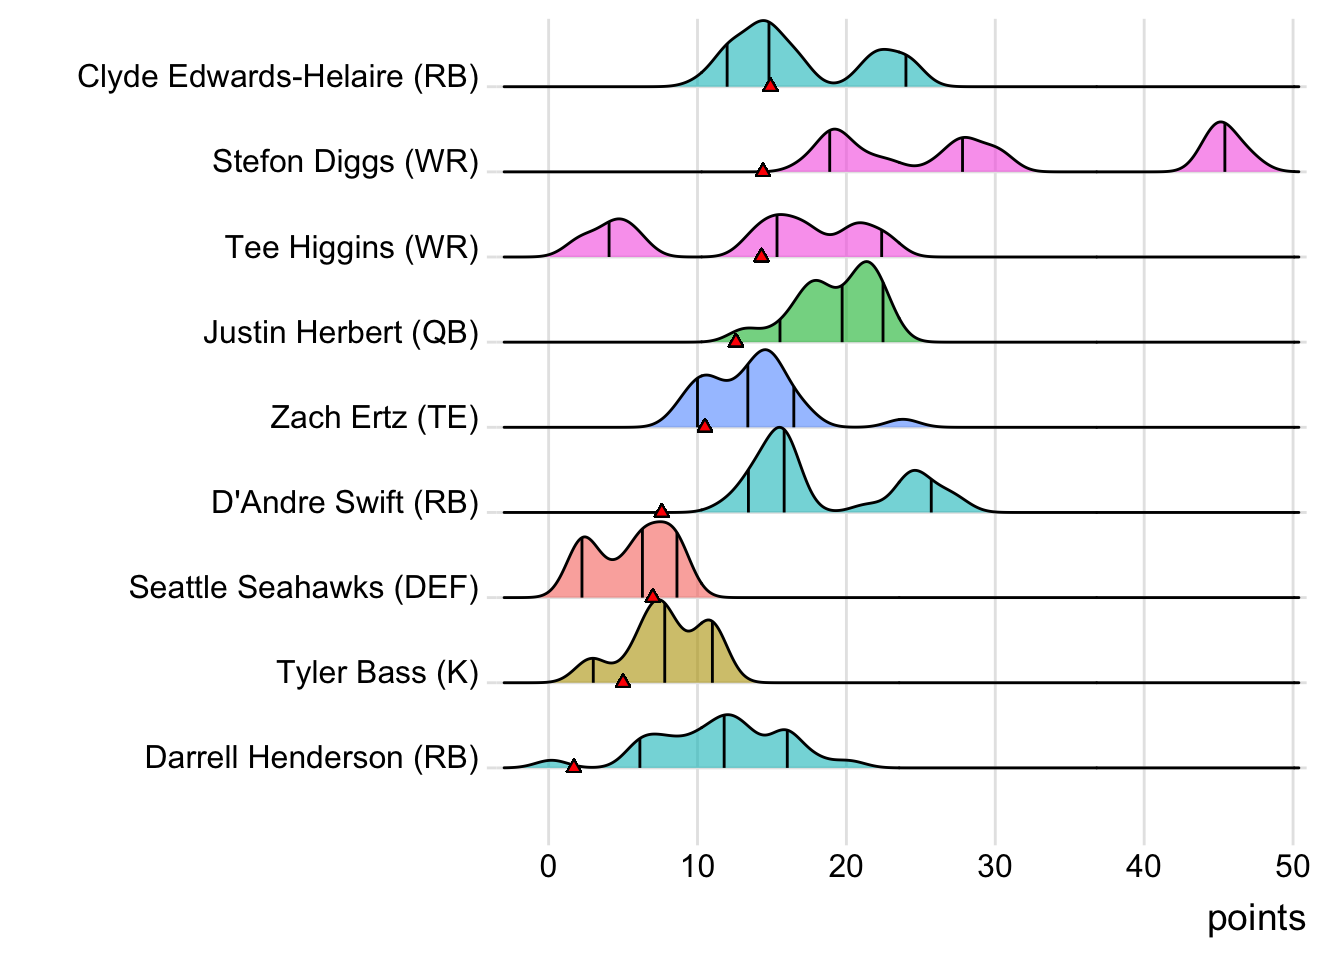 Clyde Edwards-Helaire (RB)
Stefon Diggs (WR)
Tee Higgins (WR)
Justin Herbert (QB)
Zach Ertz (TE)
D'Andre Swift (RB)
Seattle Seahawks (DEF)
Tyler Bass (K)
Darrell Henderson (RB)
0 10 20 30 40 50
points